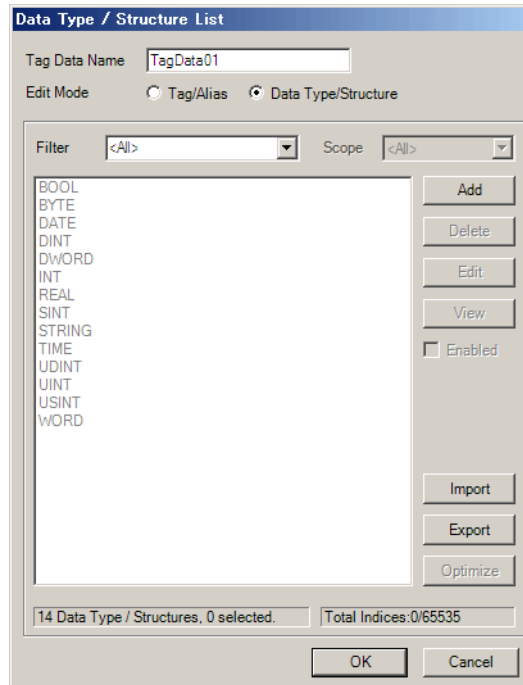 Data Type / Structure List
Tag Data Name TagData01
Edit Mode Tag/Alias Data Type/Structure
Filter <All> Scope <All>
BOOL
BYTE
DATE
DINT
DWORD
INT
REAL
SINT
STRING
TIME
UDINT
UINT
USINT
WORD
Add
Delete
Edit
View
Enabled
Import
Export
Optimize
14 Data Type / Structures, 0 selected. Total Indices:0/65535
OK Cancel